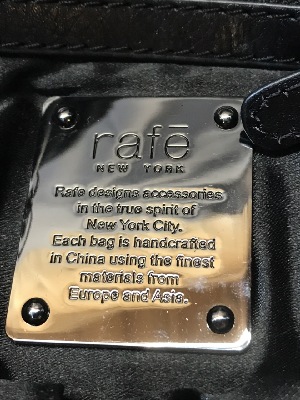 rafē
NEW YORK
Rafe designs accessories
in the true spirit of
New York City.
Each bag is handcrafted
in China using the finest
materials from
Europe and Asia.